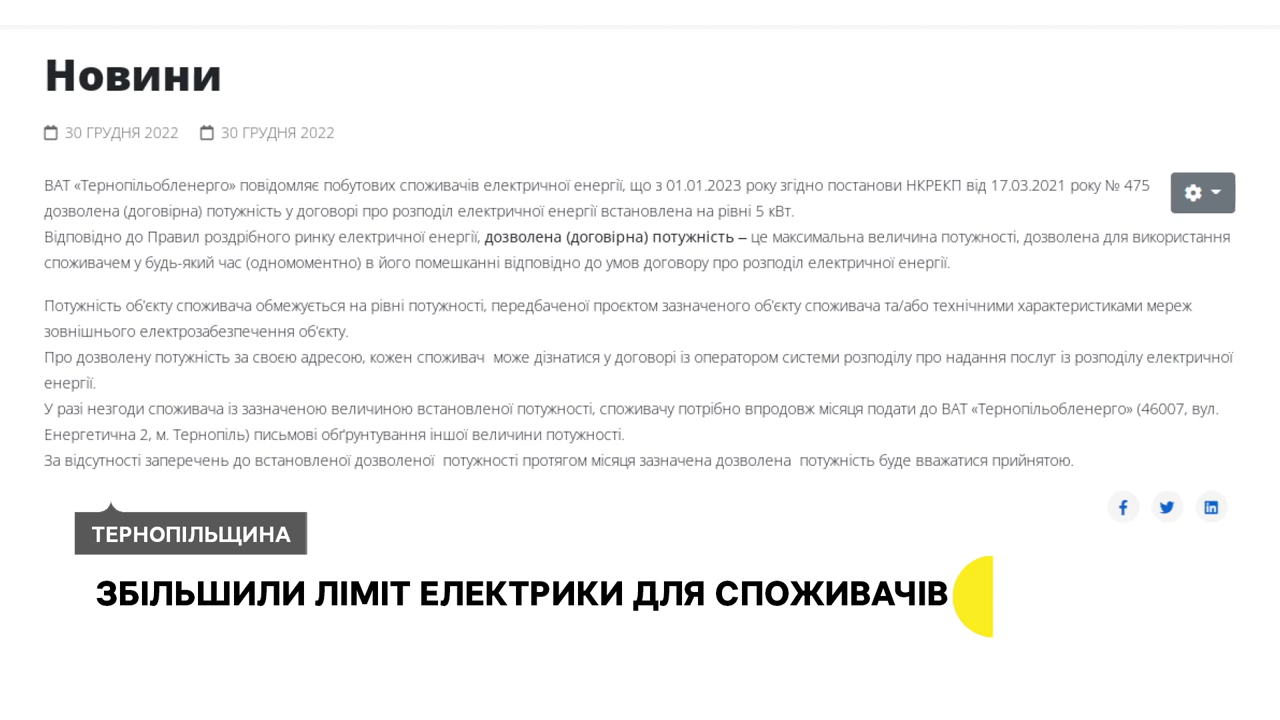 Новини
30 ГРУДНЯ 2022 30 ГРУДНЯ 2022
ВАТ «Тернопільобленерго» повідомляє побутових споживачів електричної енергії, що з 01.01.2023 року згідно постанови НКРЕКП від 17.03.2021 року № 475
дозволена (договірна) потужність у договорі про розподіл електричної енергії встановлена на рівні 5 кВт.
Відповідно до Правил роздрібного ринку електричної енергії, дозволена (договірна) потужність – це максимальна величина потужності, дозволена для використання
споживачем у будь-який час (одномоментно) в його помешканні відповідно до умов договору про розподіл електричної енергії.
Потужність об'єкту споживача обмежується на рівні потужності, передбаченої проєктом зазначеного об'єкту споживача та/або технічними характеристиками мереж
зовнішнього електрозабезпечення об'єкту.
Про дозволену потужність за своєю адресою, кожен споживач може дізнатися у договорі із оператором системи розподілу про надання послуг із розподілу електричної
енергії.
У разі незгоди споживача із зазначеною величиною встановленої потужності, споживачу потрібно впродовж місяця подати до ВАТ «Тернопільобленерго» (46007, вул.
Енергетична 2, м. Тернопіль) письмові обґрунтування іншої величини потужності.
За відсутності заперечень до встановленої дозволеної потужності протягом місяця зазначена дозволена потужність буде вважатися прийнятою.
ТЕРНОПІЛЬЩИНА
ЗБІЛЬШИЛИ ЛІМІТ ЕЛЕКТРИКИ ДЛЯ СПОЖИВАЧІВ